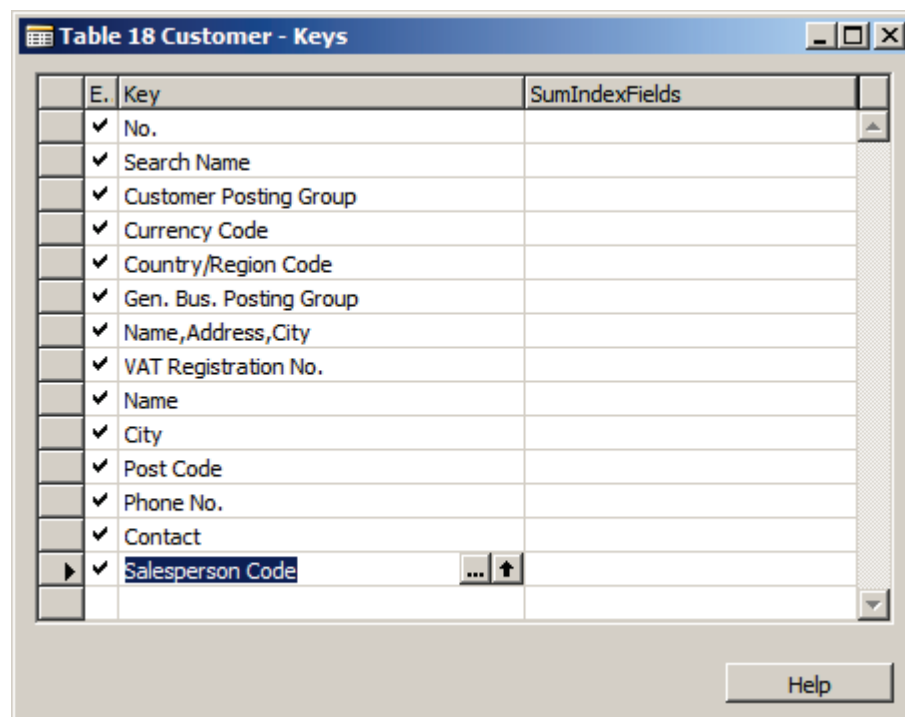 Table 18 Customer - Keys
E. Key SumIndexFields
No.
Search Name
Customer Posting Group
Currency Code
Country/Region Code
Gen. Bus. Posting Group
Name,Address,City
VAT Registration No.
Name
City
Post Code
Phone No.
Contact
Salesperson Code ...
Help